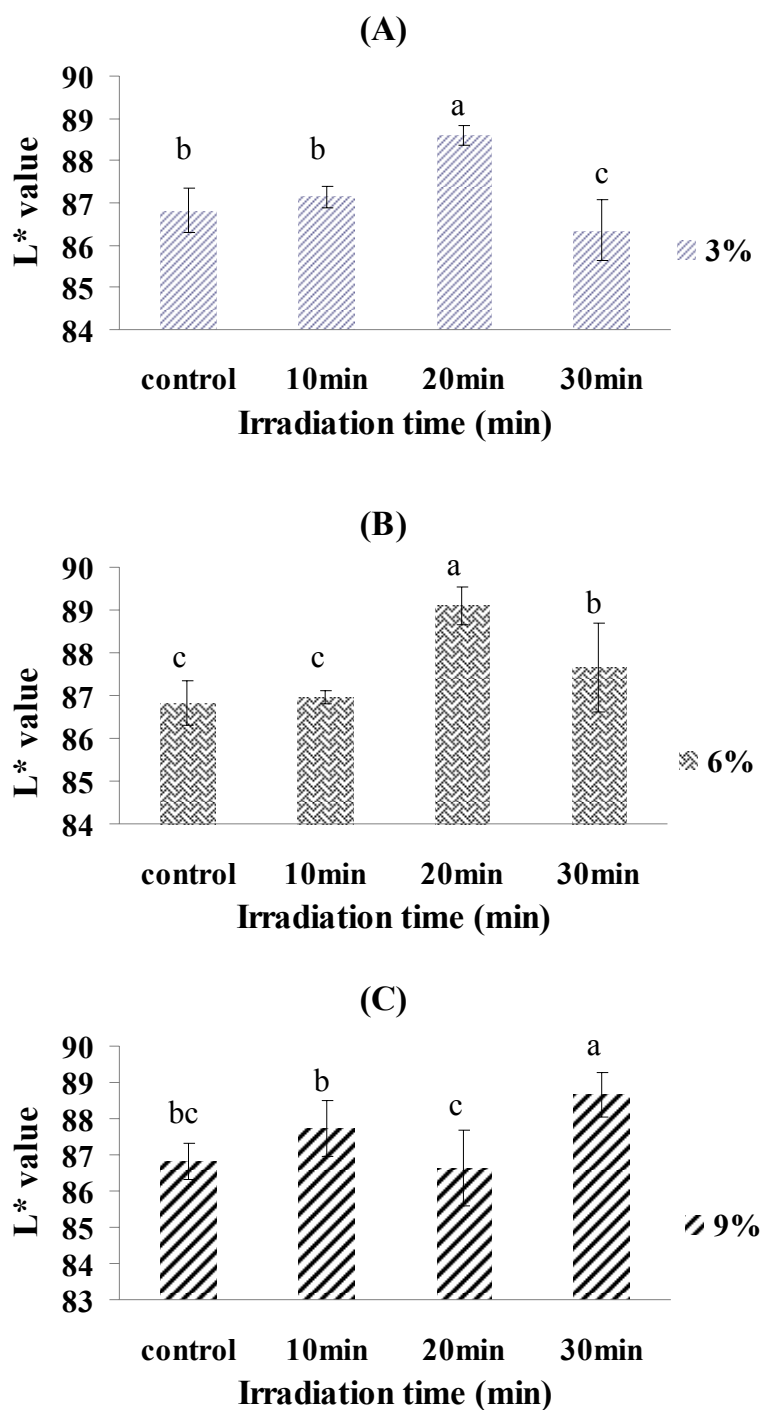 (A)
90
89
88
87
86
85
84
L* value
b
b
a
c
3%
control 10min 20min 30min
Irradiation time (min)
(B)
90
89
88
87
86
85
84
L* value
c
c
a
b
6%
control 10min 20min 30min
Irradiation time (min)
(C)
90
89
88
87
86
85
84
83
L* value
bc
b
c
a
9%
control 10min 20min 30min
Irradiation time (min)